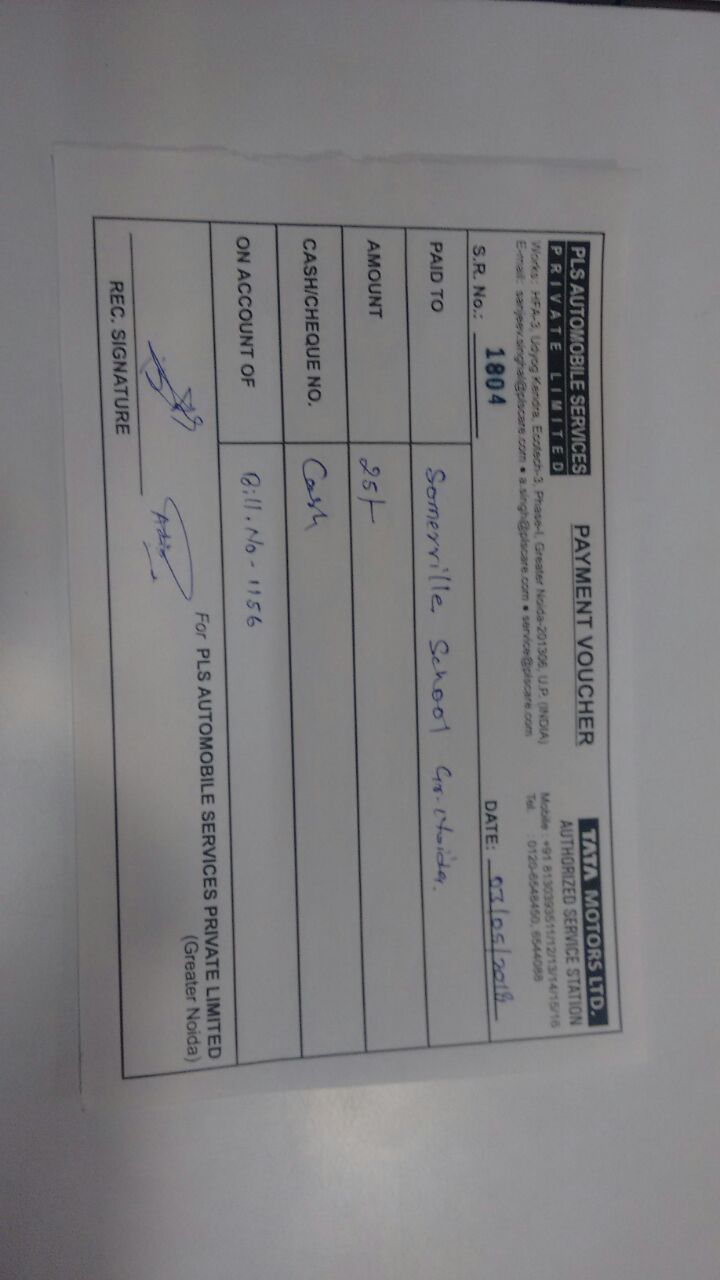 PLS AUTOMOBILE SERVICES
PRIVATE LIMITED
PAYMENT VOUCHER
TATA MOTORS LTD.
AUTHORIZED SERVICE STATION
Works: HFA-3, Udyog Kendra, Ecotech-3, Phase-I, Greater Noida-201306, U.P. (INDIA)
E-mail: sanjeev.singhal@plscare.com • a.singh@plscare.com • service@plscare.com
Mobile : +91 8130393511/12/13/14/15/16
Tel. : 0120-6548450, 6544088
S.R. No.: 1804
DATE: 03/05/2018
PAID TO Somerville School Gr. Noida.
AMOUNT 25/-
CASH/CHEQUE NO. Cash
ON ACCOUNT OF Bill. No - 1156
For PLS AUTOMOBILE SERVICES PRIVATE LIMITED
(Greater Noida)
REC. SIGNATURE